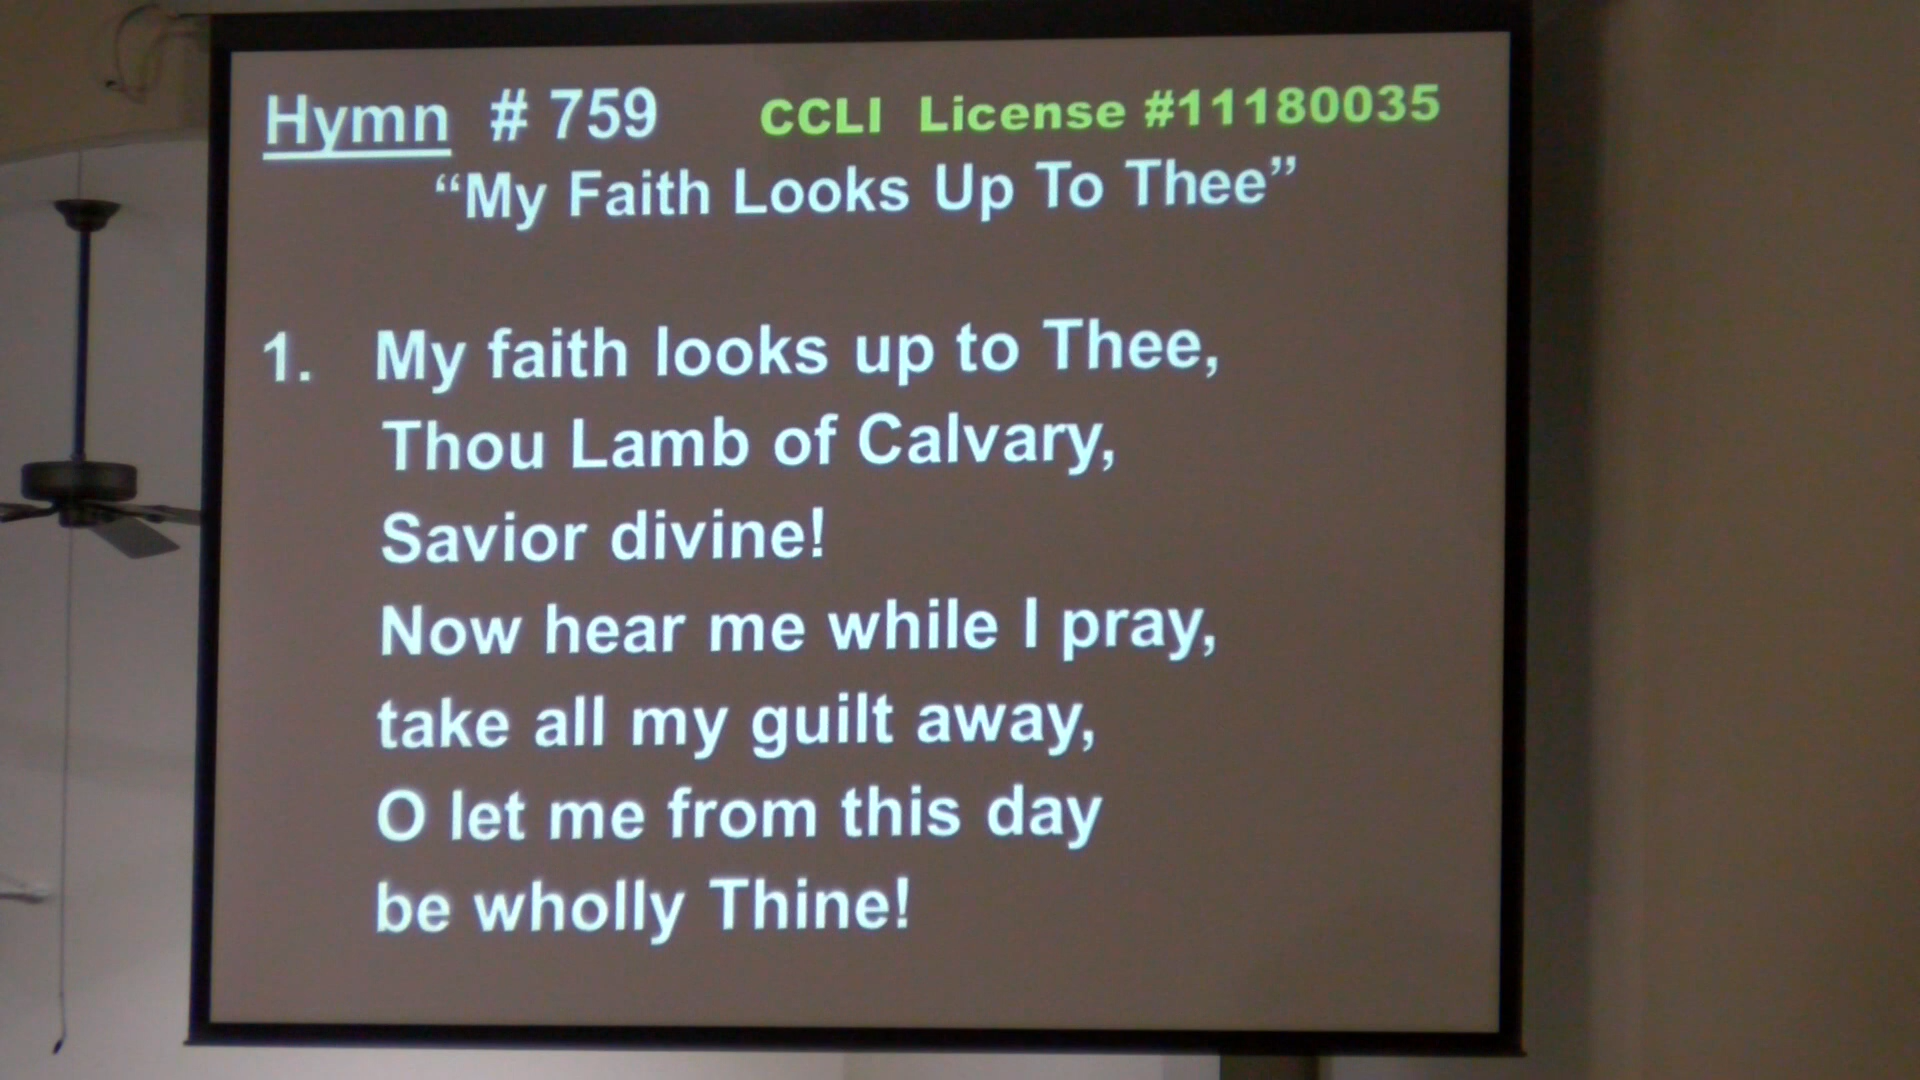 Hymn # 759 CCLI License #11180035
“My Faith Looks Up To Thee”
1. My faith looks up to Thee,
Thou Lamb of Calvary,
Savior divine!
Now hear me while I pray,
take all my guilt away,
O let me from this day
be wholly Thine!